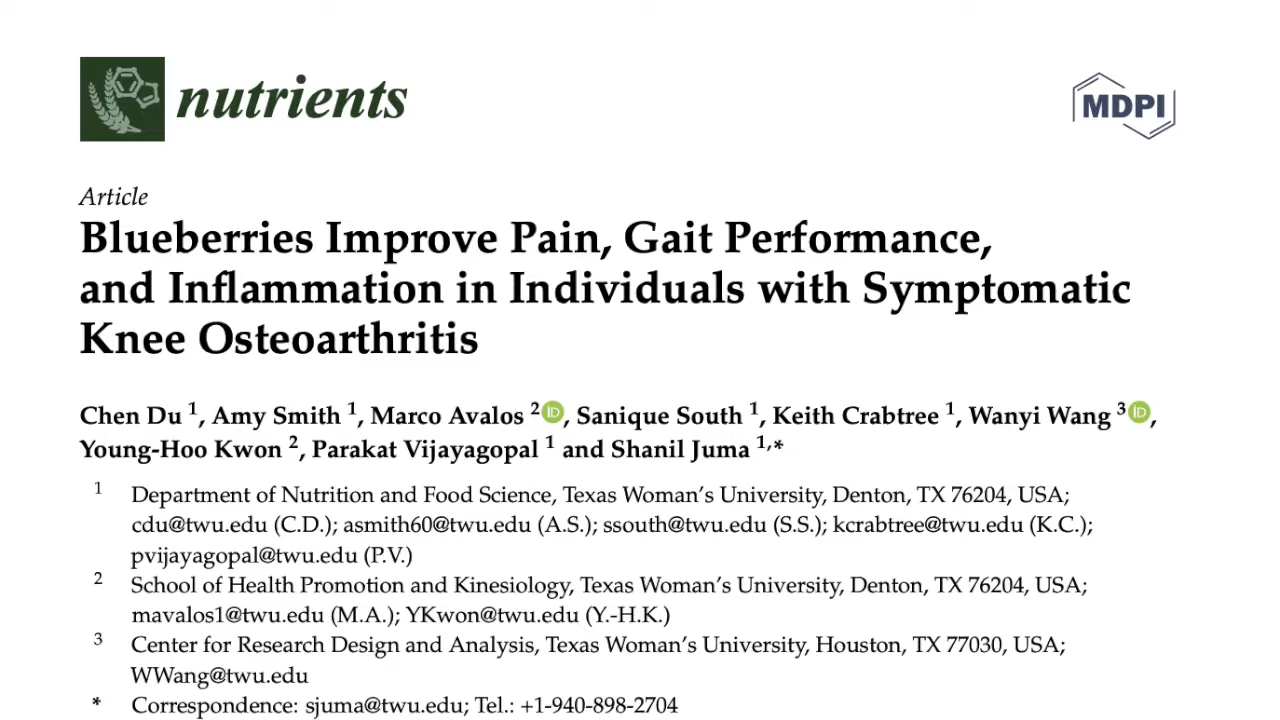 nutrients
MDPI
Article
Blueberries Improve Pain, Gait Performance,
and Inflammation in Individuals with Symptomatic
Knee Osteoarthritis
Chen Du 1, Amy Smith 1, Marco Avalos 2 iD, Sanique South 1, Keith Crabtree 1, Wanyi Wang 3 iD,
Young-Hoo Kwon 2, Parakat Vijayagopal 1 and Shanil Juma 1,*
1 Department of Nutrition and Food Science, Texas Woman’s University, Denton, TX 76204, USA;
cdu@twu.edu (C.D.); asmith60@twu.edu (A.S.); ssouth@twu.edu (S.S.); kcrabtree@twu.edu (K.C.);
pvijayagopal@twu.edu (P.V.)
2 School of Health Promotion and Kinesiology, Texas Woman’s University, Denton, TX 76204, USA;
mavalos1@twu.edu (M.A.); YKwon@twu.edu (Y.-H.K.)
3 Center for Research Design and Analysis, Texas Woman’s University, Houston, TX 77030, USA;
WWang@twu.edu
* Correspondence: sjuma@twu.edu; Tel.: +1-940-898-2704